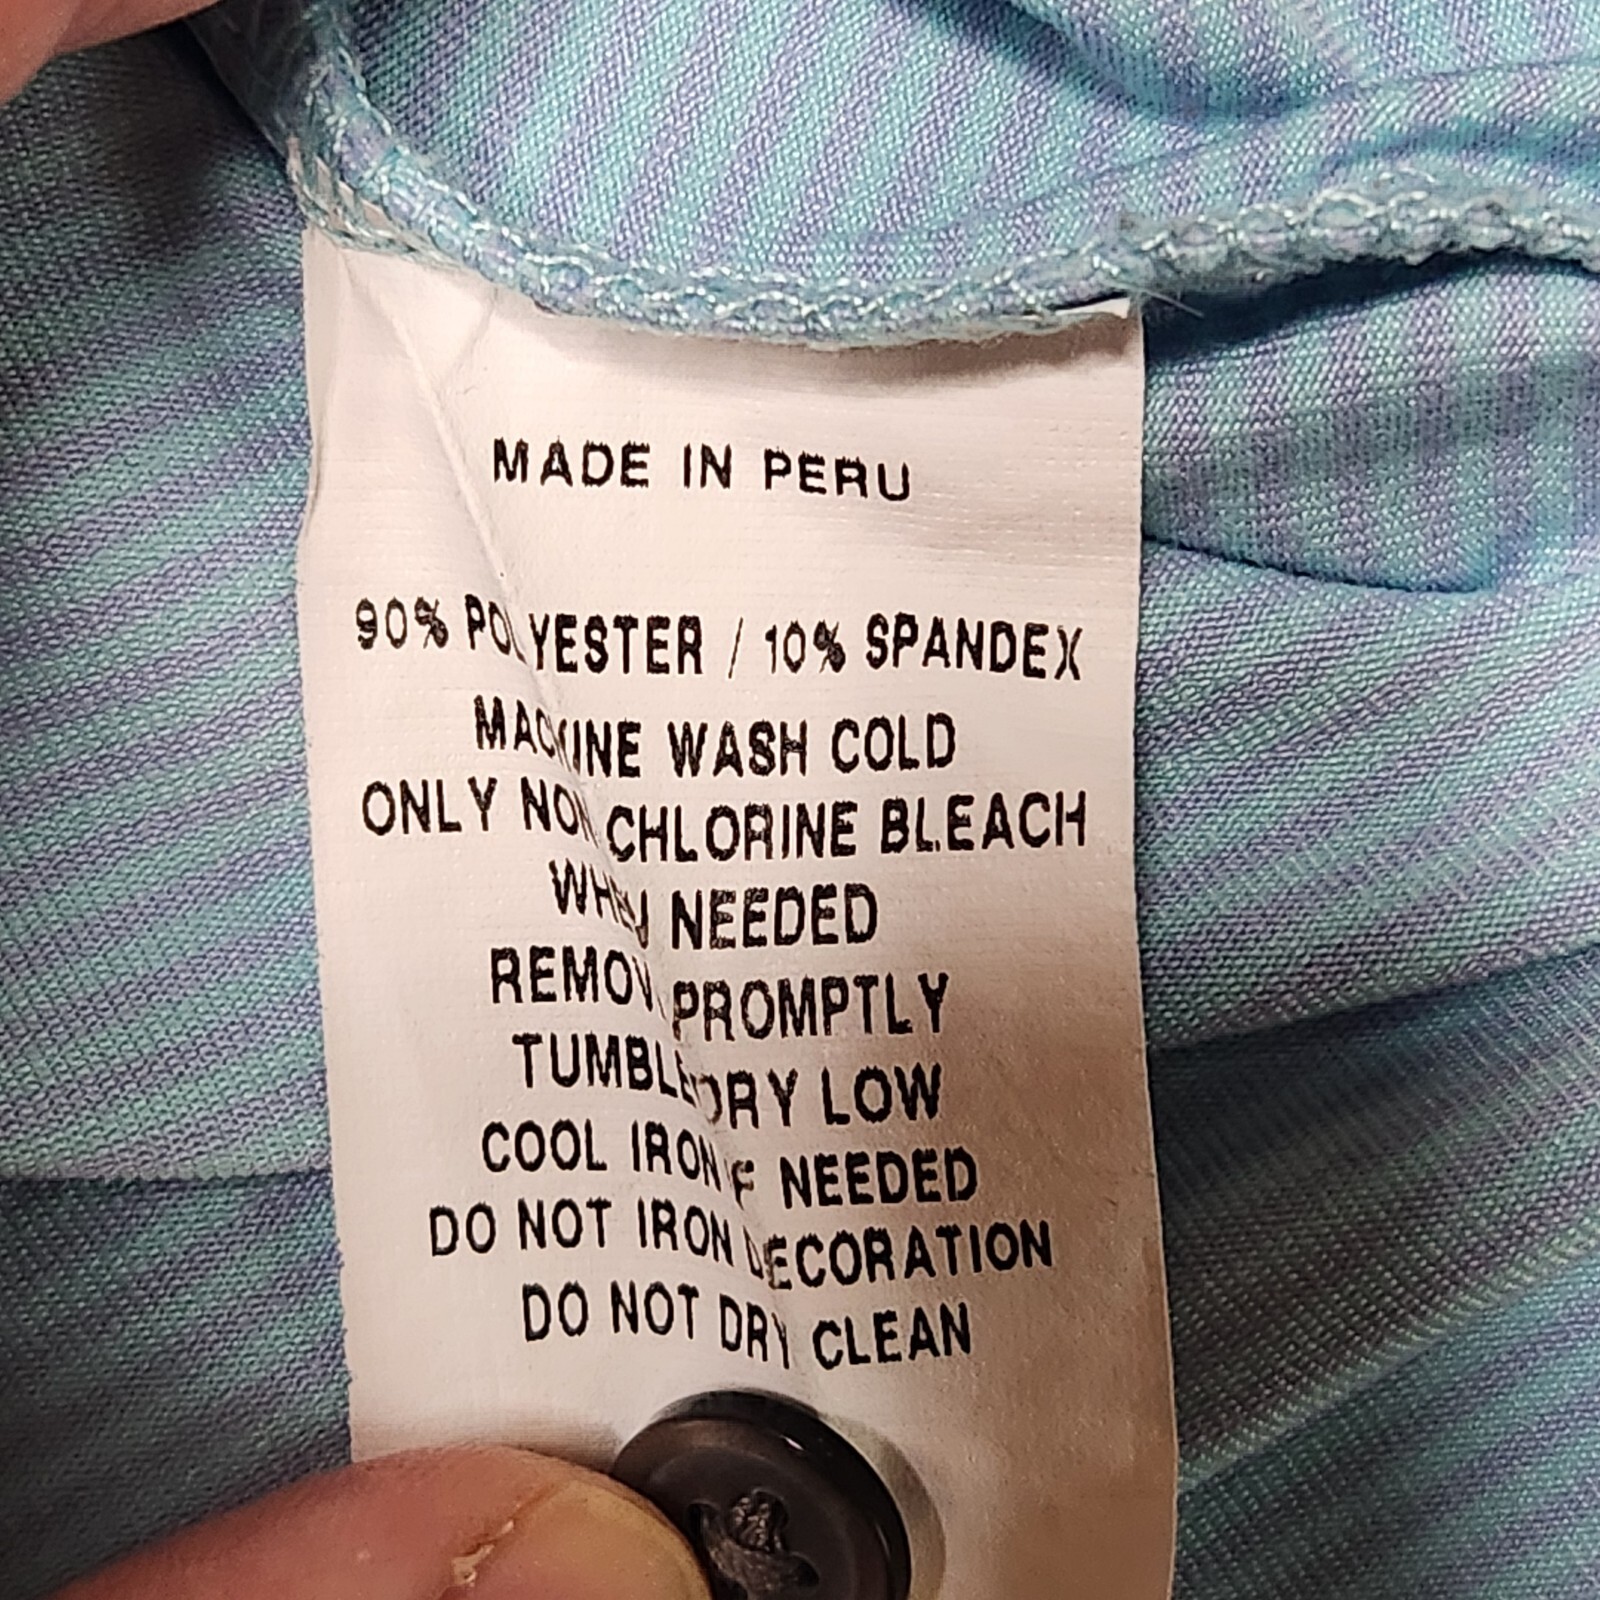 MADE IN PERU
90% POLYESTER / 10% SPANDEX
MACHINE WASH COLD
ONLY NON CHLORINE BLEACH
WHEN NEEDED
REMOVE PROMPTLY
TUMBLE DRY LOW
COOL IRON IF NEEDED
DO NOT IRON DECORATION
DO NOT DRY CLEAN